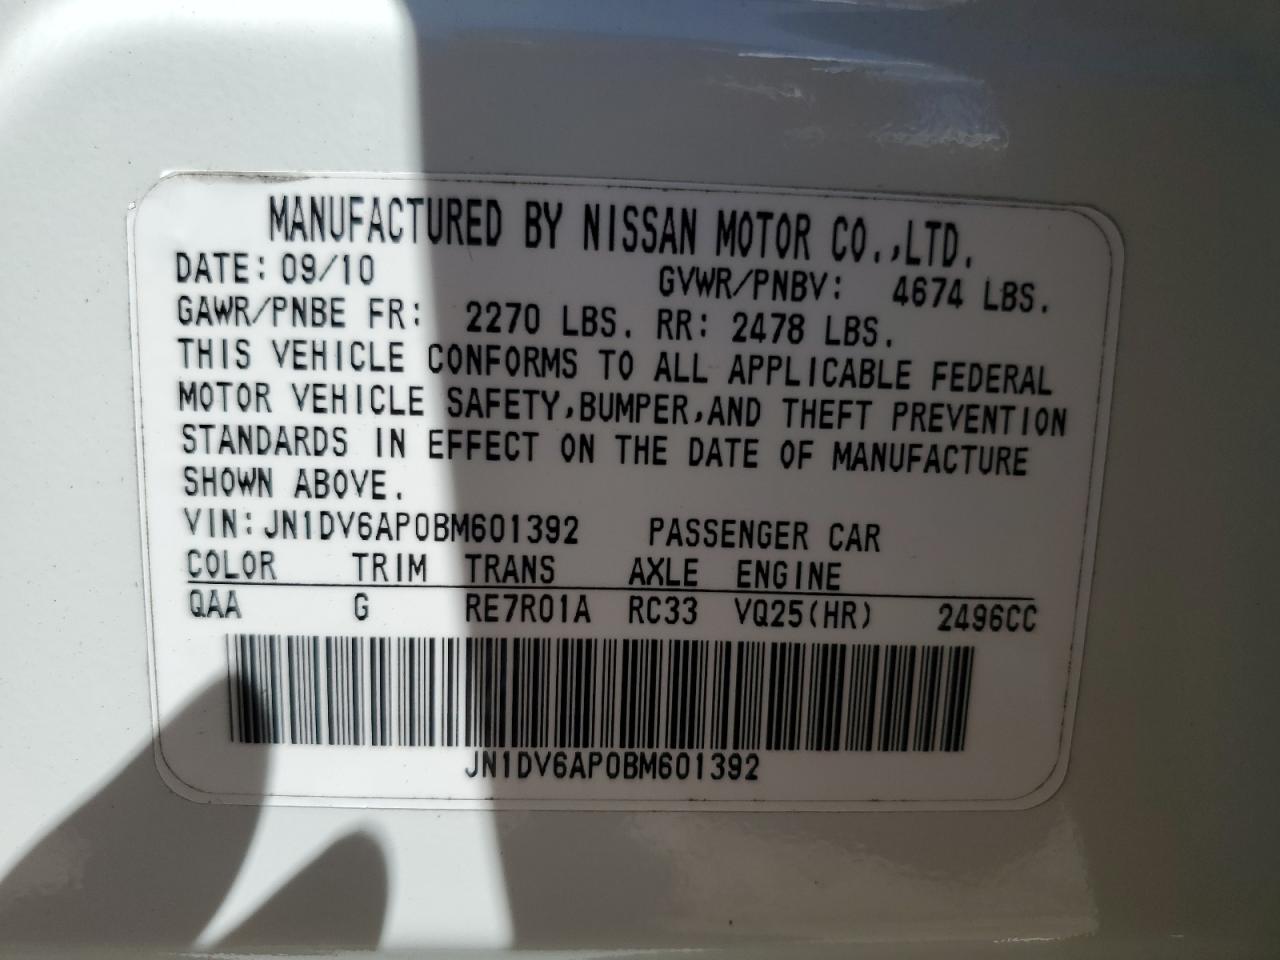 MANUFACTURED BY NISSAN MOTOR CO.,LTD.
DATE: 09/10 GVWR/PNBV: 4674 LBS.
GAWR/PNBE FR: 2270 LBS. RR: 2478 LBS.
THIS VEHICLE CONFORMS TO ALL APPLICABLE FEDERAL
MOTOR VEHICLE SAFETY,BUMPER,AND THEFT PREVENTION
STANDARDS IN EFFECT ON THE DATE OF MANUFACTURE
SHOWN ABOVE.
VIN:JN1DV6AP0BM601392 PASSENGER CAR
COLOR TRIM TRANS AXLE ENGINE
QAA G RE7R01A RC33 VQ25(HR) 2496CC
JN1DV6AP0BM601392